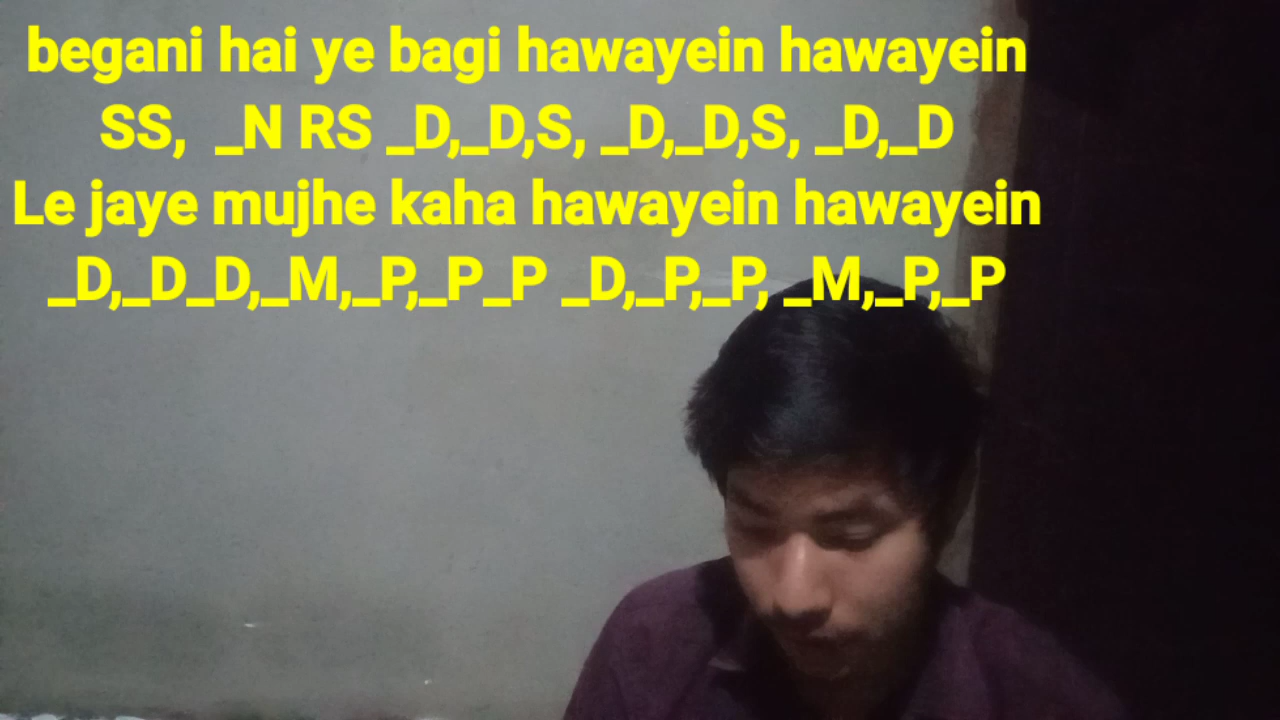 begani hai ye bagi hawayein hawayein
SS, _N RS _D,_D,S, _D,_D,S, _D,_D
Le jaye mujhe kaha hawayein hawayein
_D,_D_D,_M,_P,_P_P _D,_P,_P, _M,_P,_P